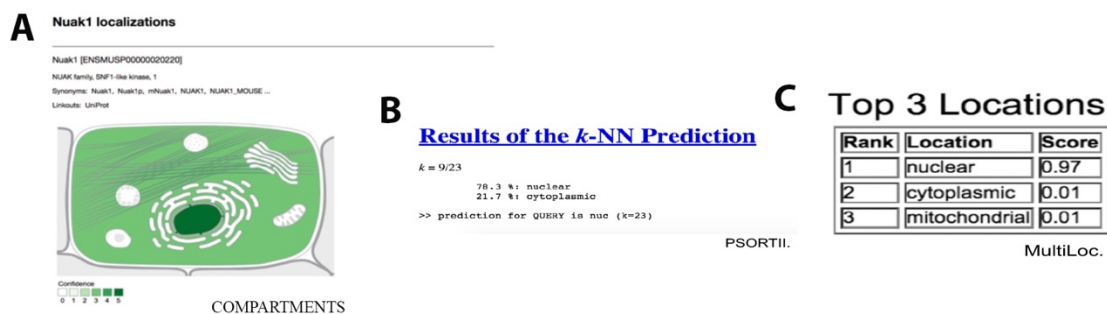 A
Nuak1 localizations
Nuak1 [ENSMUSP00000020220]
NUAK family, SNF1-like kinase, 1
Synonyms: Nuak1, Nuak1p, mNuak1, NUAK1, NUAK1_MOUSE ...
Linkouts: UniProt
Confidence
0 1 2 3 4 5
COMPARTMENTS
B
Results of the k-NN Prediction
k = 9/23
78.3 %: nuclear
21.7 %: cytoplasmic
>> prediction for QUERY is nuc (k=23)
PSORTII.
C
Top 3 Locations
Rank Location Score
1 nuclear 0.97
2 cytoplasmic 0.01
3 mitochondrial 0.01
MultiLoc.